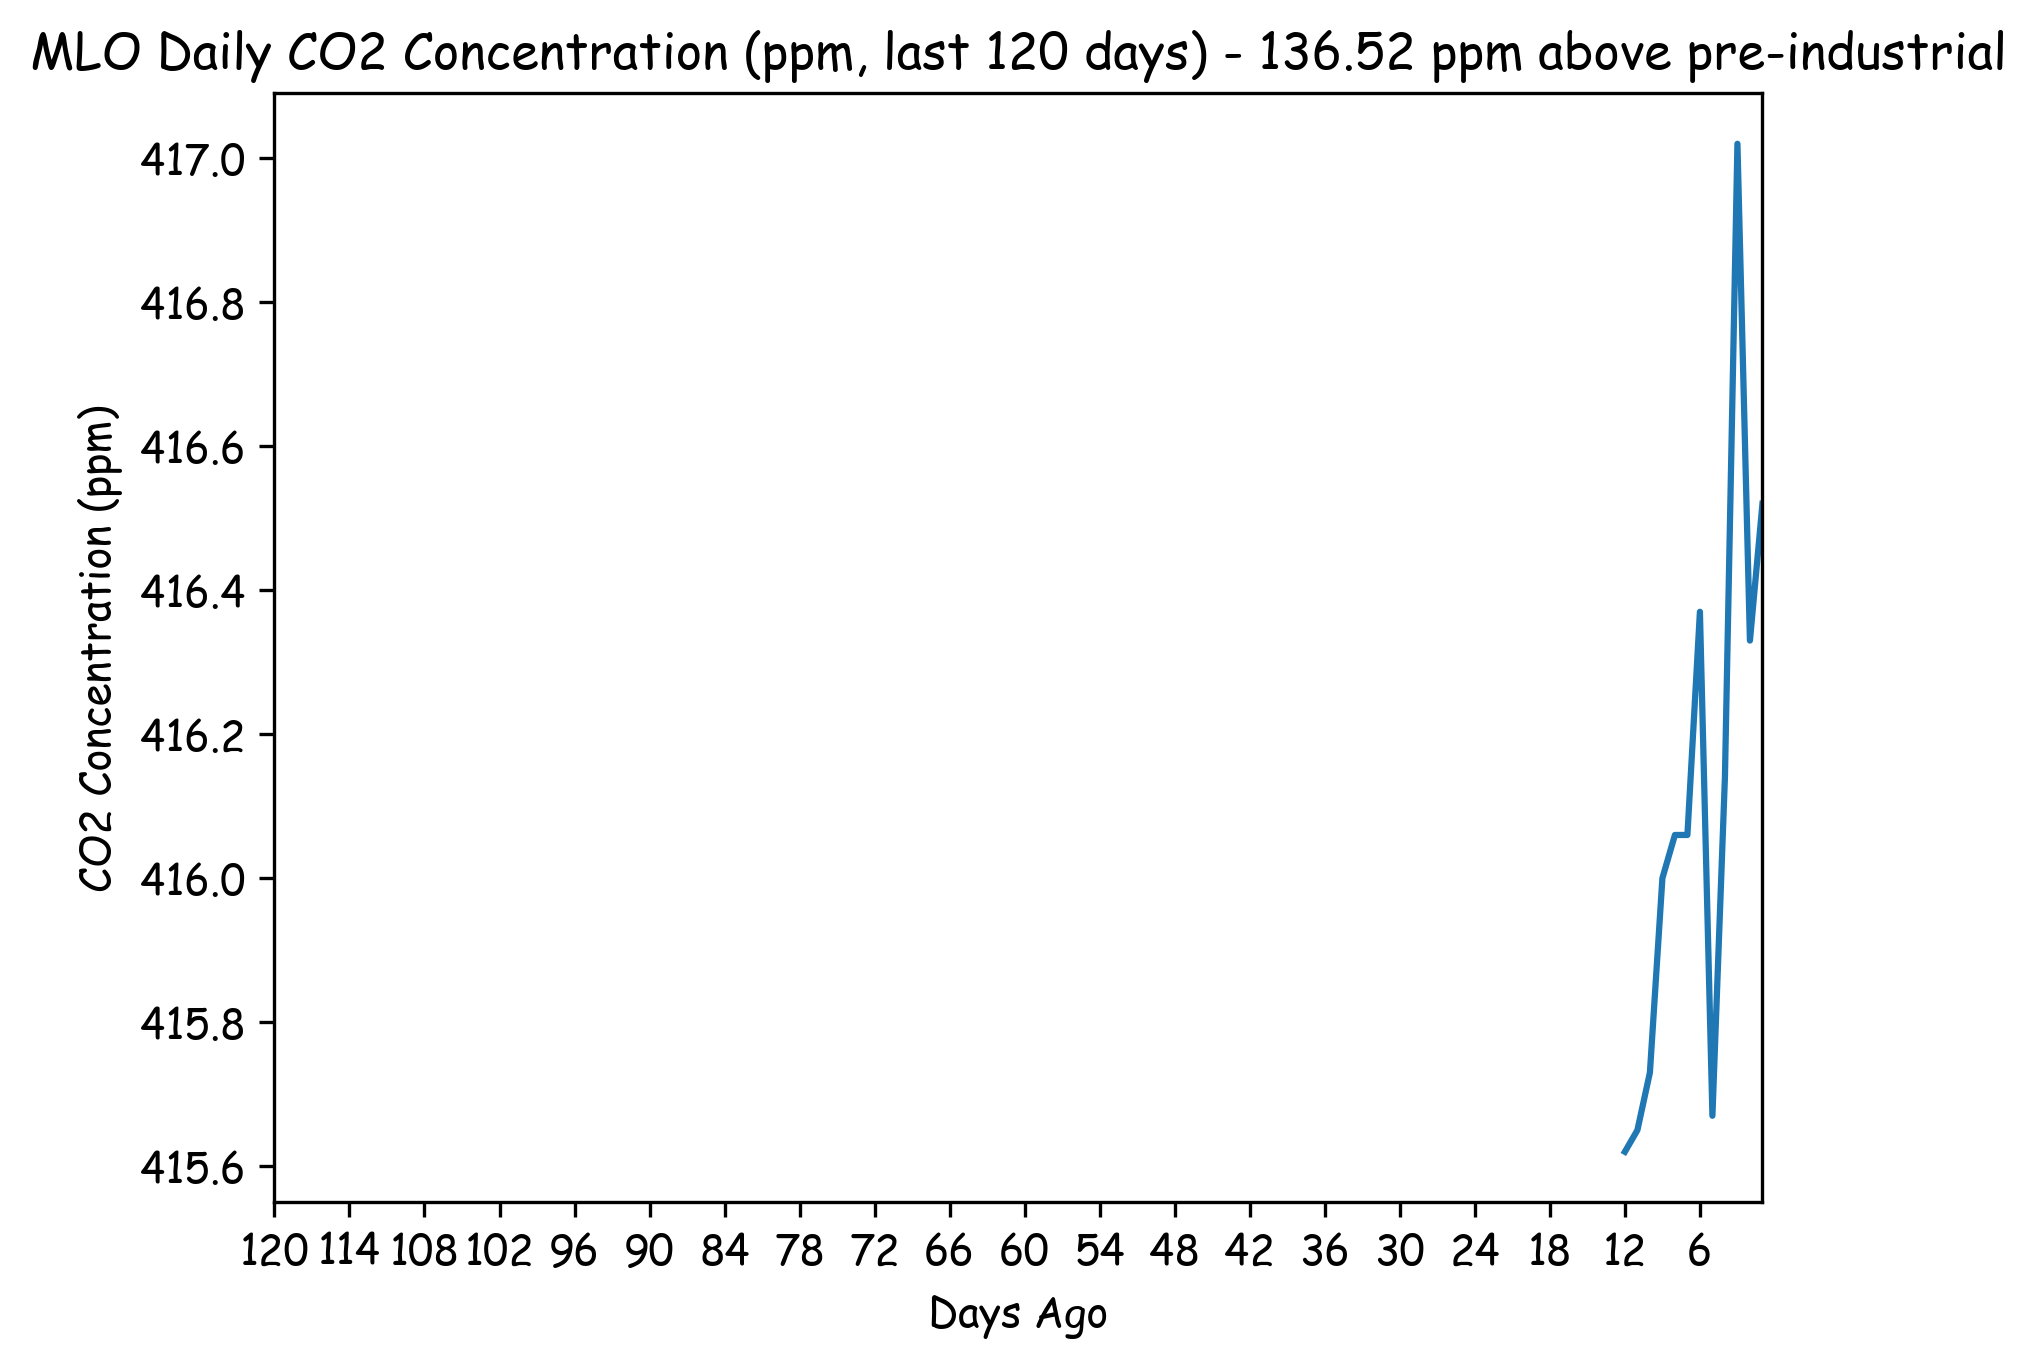 MLO Daily CO2 Concentration (ppm, last 120 days) - 136.52 ppm above pre-industrial
CO2 Concentration (ppm)
417.0
416.8
416.6
416.4
416.2
416.0
415.8
415.6
120 114 108 102 96 90 84 78 72 66 60 54 48 42 36 30 24 18 12 6
Days Ago